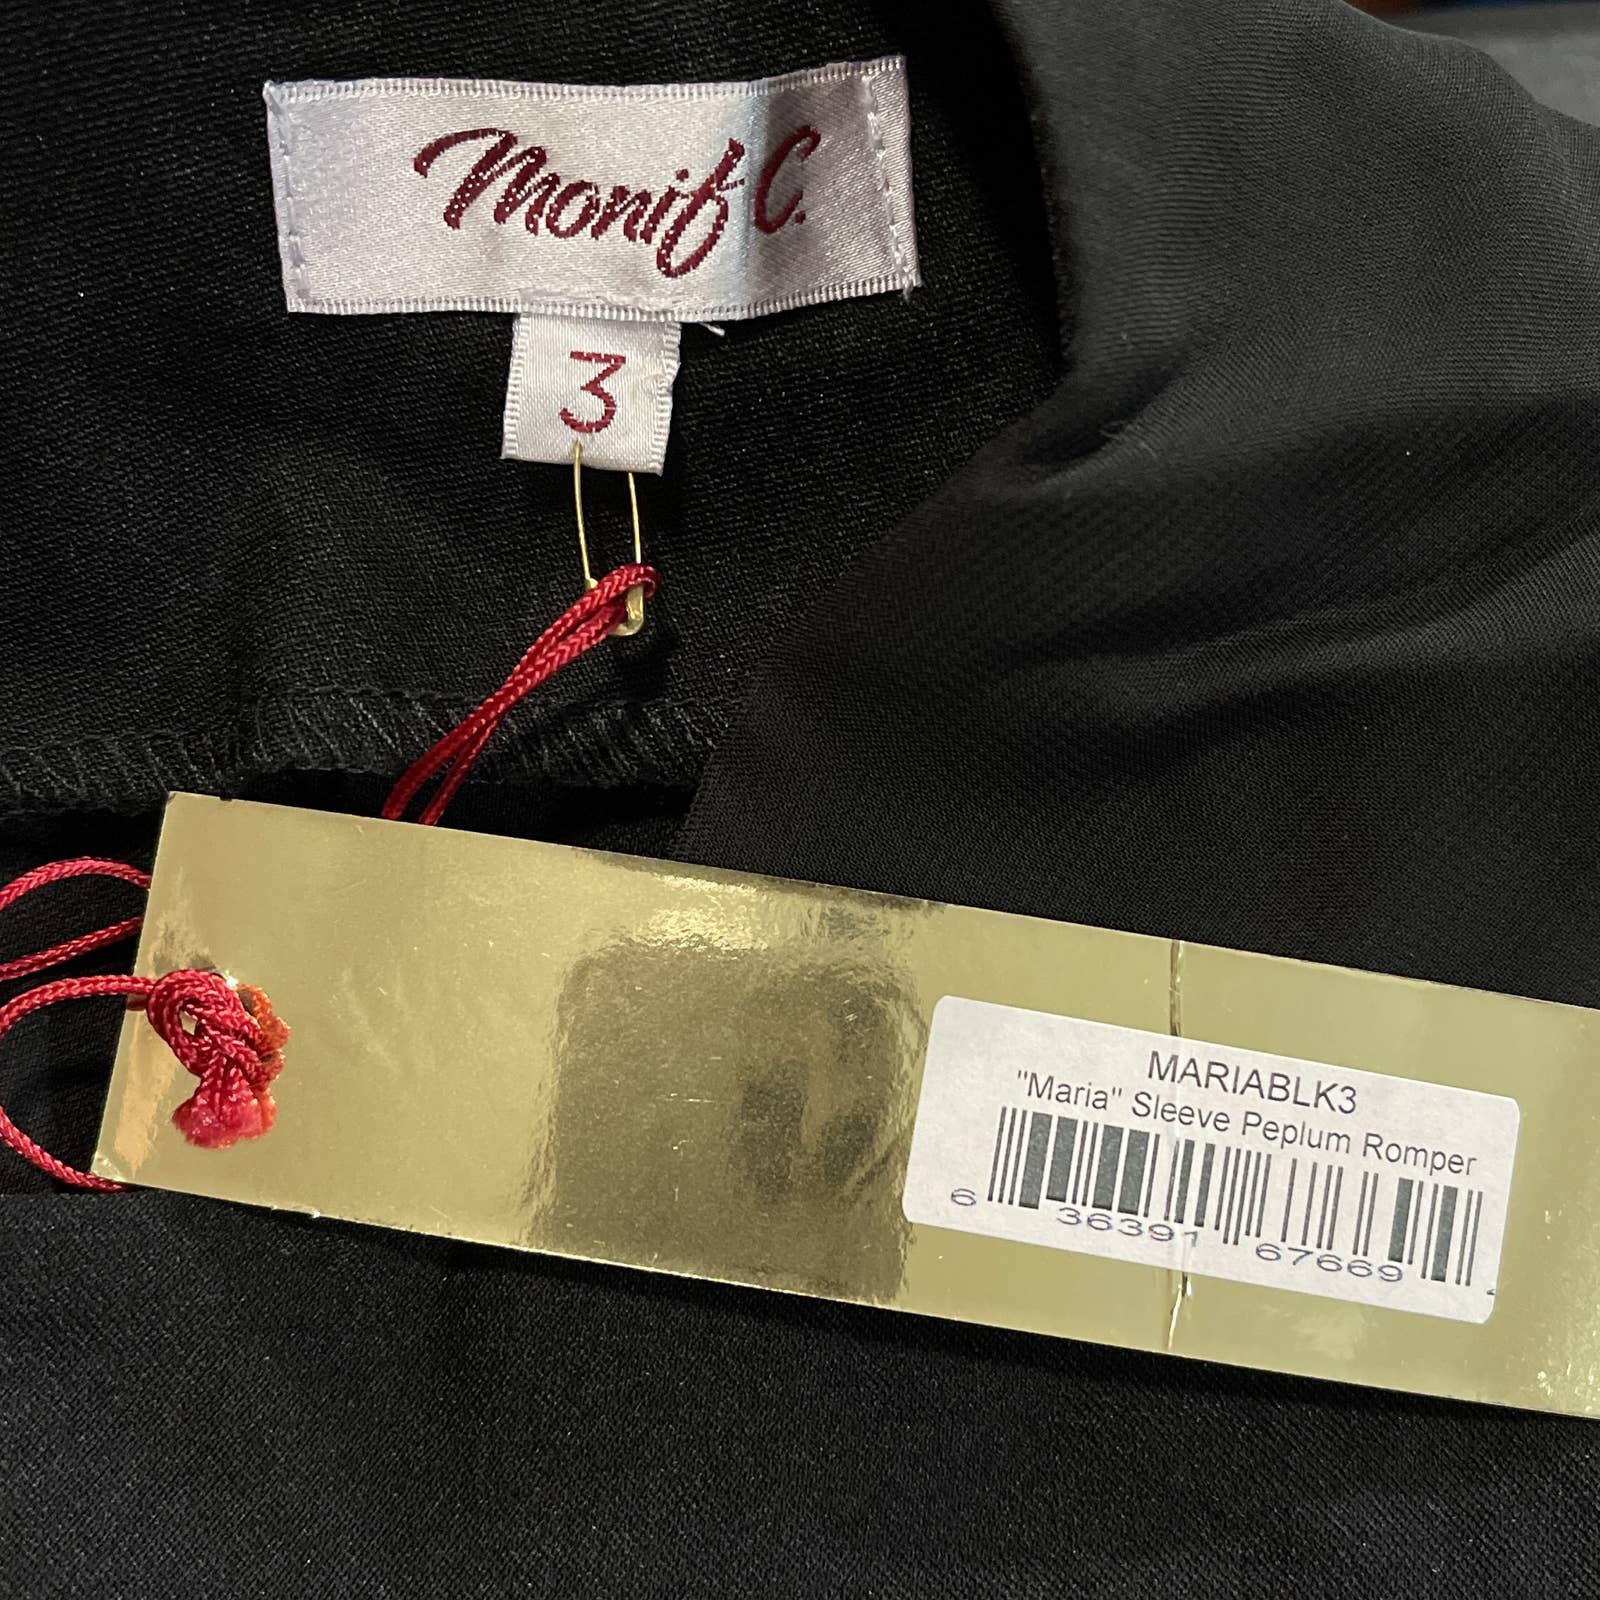 Monif C.
3
MARIABLK3
"Maria" Sleeve Peplum Romper
6 36391 67669